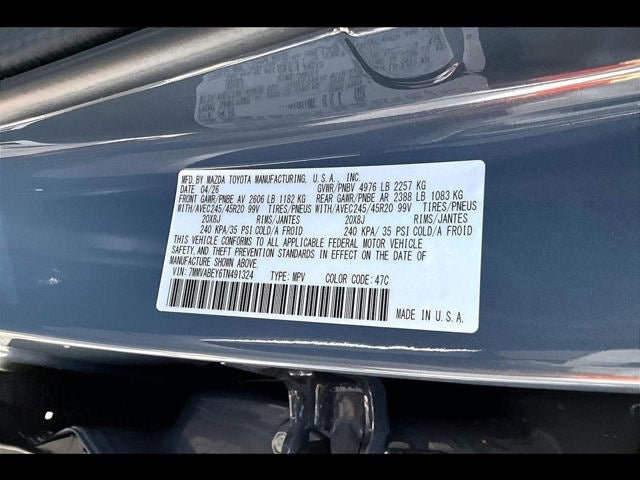 MFD. BY MAZDA TOYOTA MANUFACTURING, U.S.A., INC.
DATE 04/26 GVWR/PNBV 4976 LB 2257 KG
FRONT GAWR/PNBE AV 2606 LB 1182 KG REAR GAWR/PNBE AR 2388 LB 1083 KG
WITH/AVEC245/45R20 99V TIRES/PNEUS WITH/AVEC245/45R20 99V TIRES/PNEUS
20X8J RIMS/JANTES 20X8J RIMS/JANTES
240 KPA/35 PSI COLD/A FROID 240 KPA/ 35 PSI COLD/A FROID
THIS VEHICLE CONFORMS TO ALL APPLICABLE FEDERAL MOTOR VEHICLE
SAFETY, AND THEFT PREVENTION STANDARDS IN EFFECT ON THE DATE OF
MANUFACTURE SHOWN ABOVE.
VIN: 7MMVABEY6TN491324 TYPE: MPV COLOR CODE: 47C
MADE IN U.S.A.